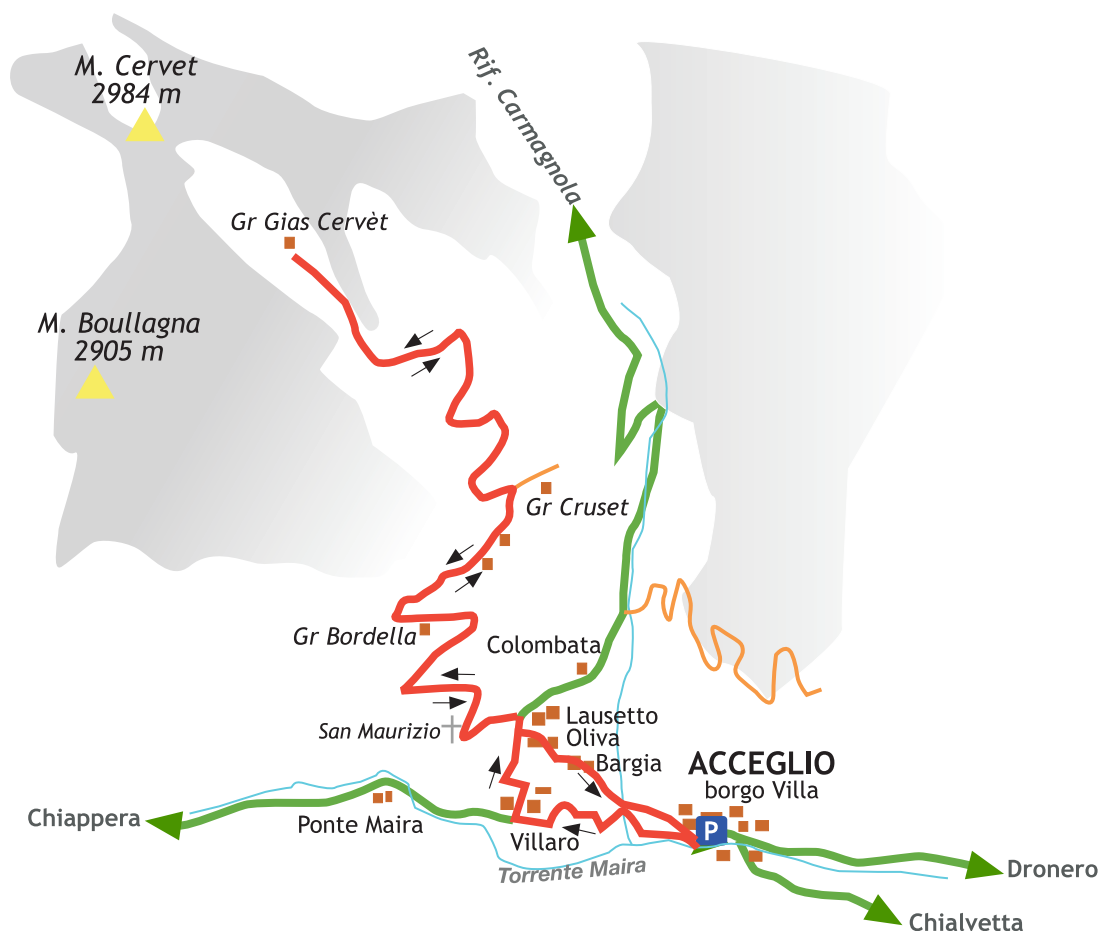 M. Cervet
2984 m
Rif. Carmagnola
Gr Gias Cervèt
M. Boullagna
2905 m
Gr Cruset
Gr Bordella
Colombata
San Maurizio
Lausetto
Oliva
Bargia
ACCEGLIO
borgo Villa
P
Chiappera
Ponte Maira
Villaro
Torrente Maira
Dronero
Chialvetta